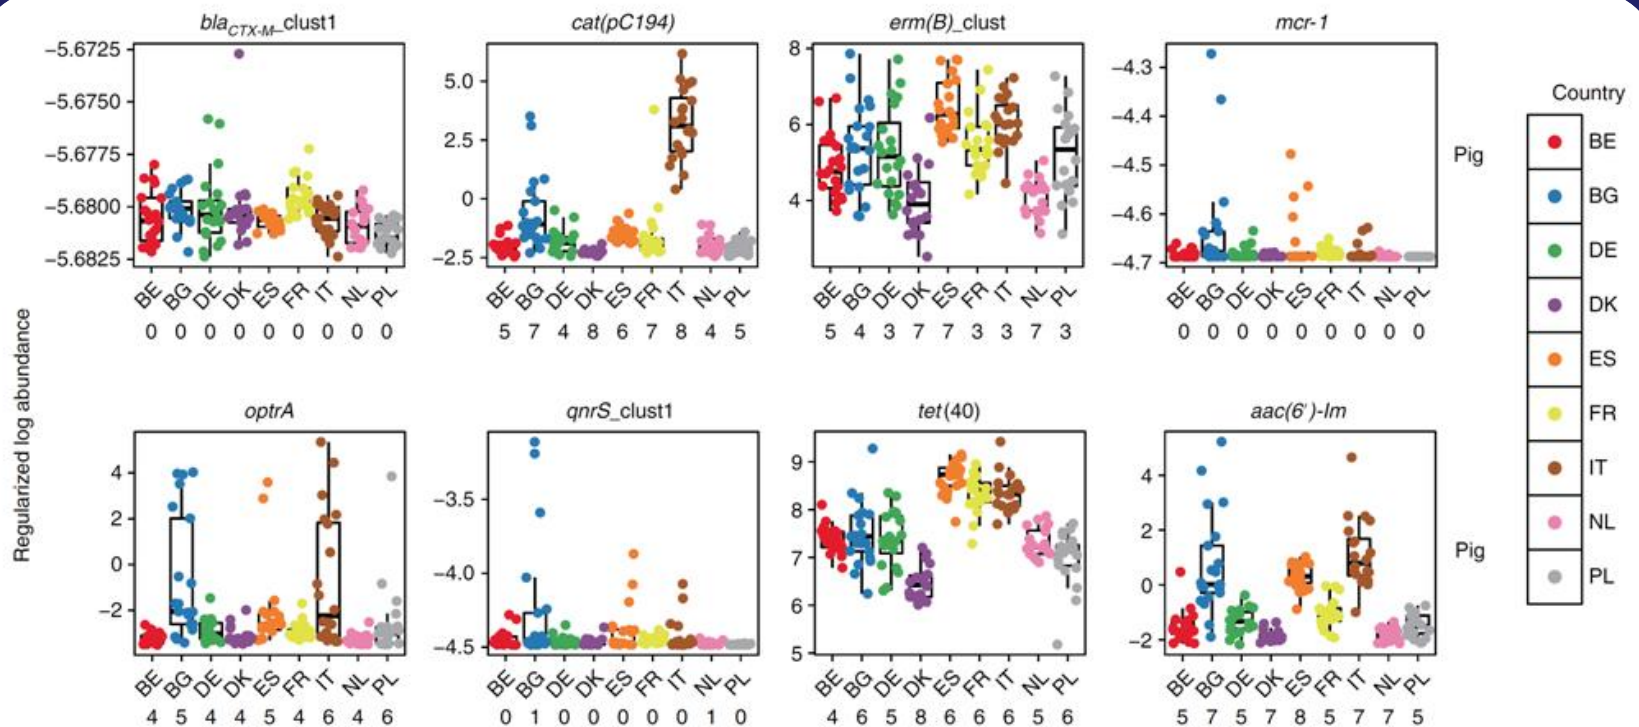 bla_CTX-M_clust1
cat(pC194)
erm(B)_clust
mcr-1
−5.6725
−5.6750
−5.6775
−5.6800
−5.6825
5.0
2.5
0
−2.5
8
6
4
−4.3
−4.4
−4.5
−4.6
−4.7
Pig
BE BG DE DK ES FR IT NL PL
0 0 0 0 0 0 0 0 0
BE BG DE DK ES FR IT NL PL
5 7 4 8 6 7 8 4 5
BE BG DE DK ES FR IT NL PL
5 4 3 7 7 3 3 7 3
BE BG DE DK ES FR IT NL PL
0 0 0 0 0 0 0 0 0
Regularized log abundance
optrA
qnrS_clust1
tet(40)
aac(6′)-Im
4
2
0
−2
−3.5
−4.0
−4.5
9
8
7
6
5
4
2
0
−2
Pig
BE BG DE DK ES FR IT NL PL
4 5 4 4 5 4 6 4 6
BE BG DE DK ES FR IT NL PL
0 1 0 0 0 0 0 1 0
BE BG DE DK ES FR IT NL PL
4 6 6 8 6 6 6 5 6
BE BG DE DK ES FR IT NL PL
5 7 5 7 8 6 7 7 5
Country
BE
BG
DE
DK
ES
FR
IT
NL
PL